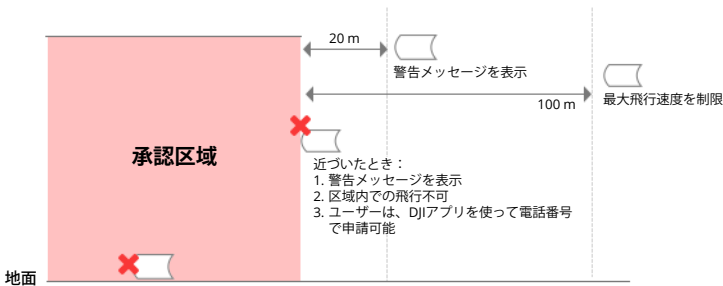 20 m
警告メッセージを表示
100 m
最大飛行速度を制限
承認区域
近づいたとき：
1. 警告メッセージを表示
2. 区域内での飛行不可
3. ユーザーは、DJIアプリを使って電話番号
で申請可能
地面